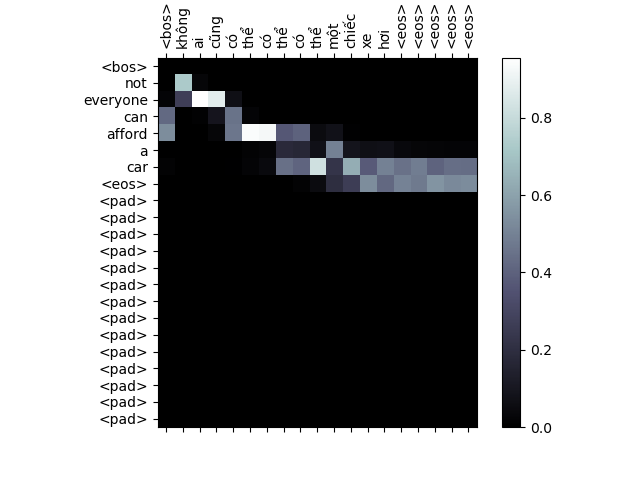 <bos> không ai cũng có thể có thể có thể một chiếc xe hơi <eos> <eos> <eos> <eos> <eos>
<bos>
not
everyone
can
afford
a
car
<eos>
<pad>
<pad>
<pad>
<pad>
<pad>
<pad>
<pad>
<pad>
<pad>
<pad>
<pad>
<pad>
<pad>
<pad>
0.8
0.6
0.4
0.2
0.0